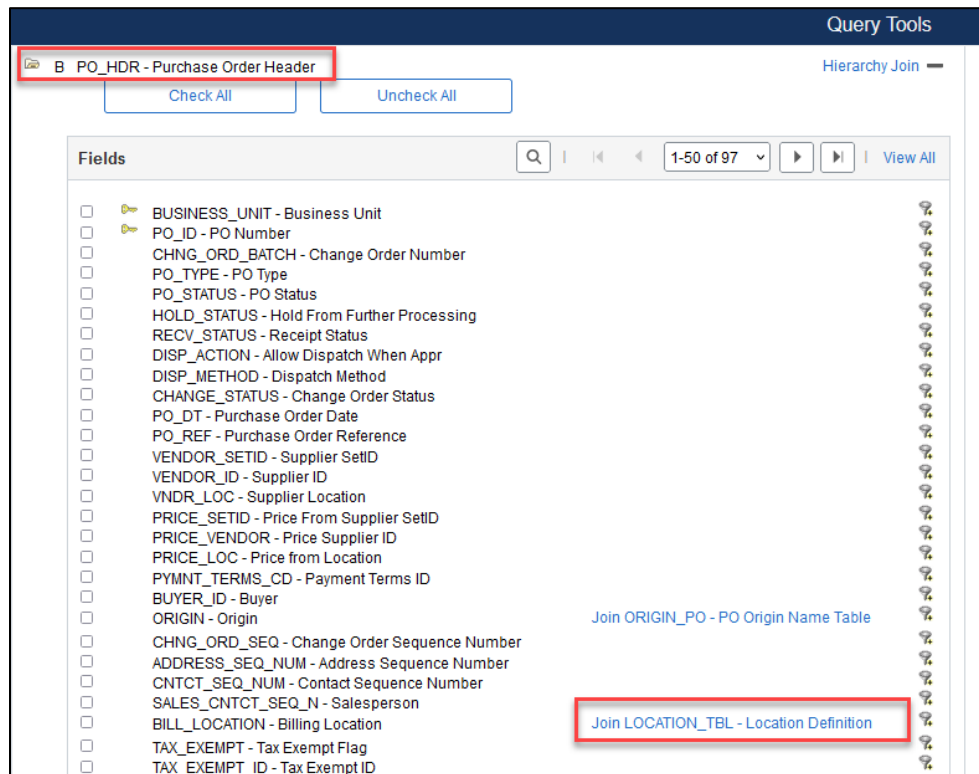 Query Tools
B PO_HDR - Purchase Order Header
Hierarchy Join
Check All
Uncheck All
Fields
1-50 of 97
View All
BUSINESS_UNIT - Business Unit
PO_ID - PO Number
CHNG_ORD_BATCH - Change Order Number
PO_TYPE - PO Type
PO_STATUS - PO Status
HOLD_STATUS - Hold From Further Processing
RECV_STATUS - Receipt Status
DISP_ACTION - Allow Dispatch When Appr
DISP_METHOD - Dispatch Method
CHANGE_STATUS - Change Order Status
PO_DT - Purchase Order Date
PO_REF - Purchase Order Reference
VENDOR_SETID - Supplier SetID
VENDOR_ID - Supplier ID
VNDR_LOC - Supplier Location
PRICE_SETID - Price From Supplier SetID
PRICE_VENDOR - Price Supplier ID
PRICE_LOC - Price from Location
PYMNT_TERMS_CD - Payment Terms ID
BUYER_ID - Buyer
ORIGIN - Origin Join ORIGIN_PO - PO Origin Name Table
CHNG_ORD_SEQ - Change Order Sequence Number
ADDRESS_SEQ_NUM - Address Sequence Number
CNTCT_SEQ_NUM - Contact Sequence Number
SALES_CNTCT_SEQ_N - Salesperson
BILL_LOCATION - Billing Location Join LOCATION_TBL - Location Definition
TAX_EXEMPT - Tax Exempt Flag
TAX_EXEMPT_ID - Tax Exempt ID